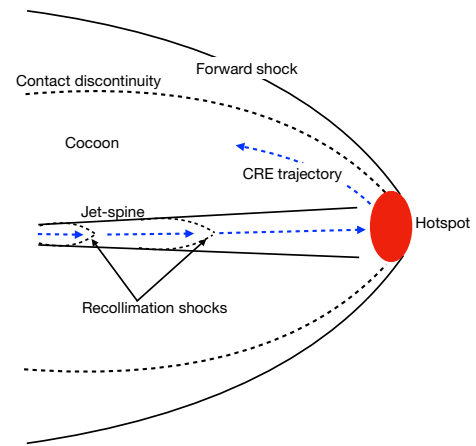 Forward shock
Contact discontinuity
Cocoon
CRE trajectory
Jet-spine
Hotspot
Recollimation shocks